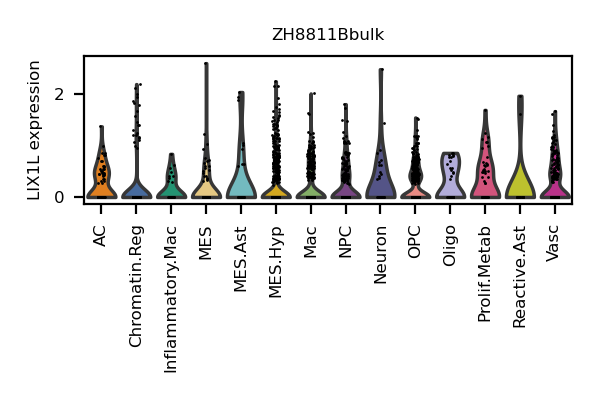 ZH8811Bbulk
LIX1L expression
2
0
AC
Chromatin.Reg
Inflammatory.Mac
MES
MES.Ast
MES.Hyp
Mac
NPC
Neuron
OPC
Oligo
Prolif.Metab
Reactive.Ast
Vasc